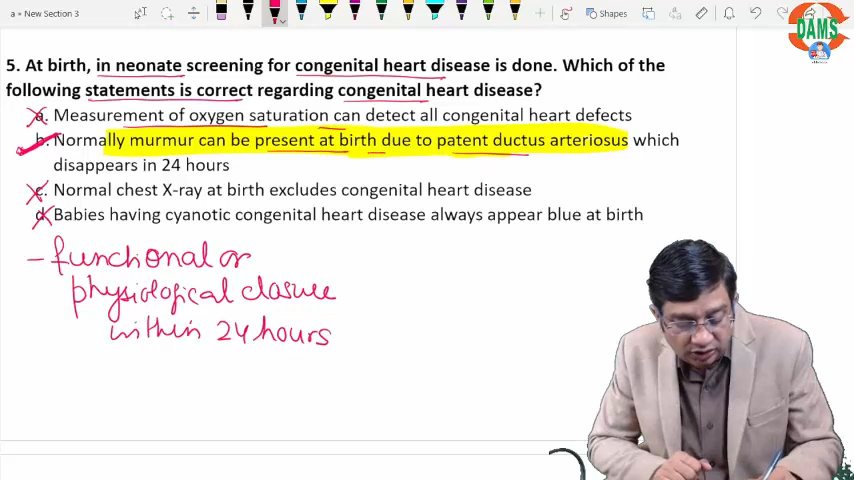 a » New Section 3
Shapes
DAMS
5. At birth, in neonate screening for congenital heart disease is done. Which of the
following statements is correct regarding congenital heart disease?
a. Measurement of oxygen saturation can detect all congenital heart defects
b. Normally murmur can be present at birth due to patent ductus arteriosus which
disappears in 24 hours
c. Normal chest X-ray at birth excludes congenital heart disease
d. Babies having cyanotic congenital heart disease always appear blue at birth
– functional or
physiological closure
within 24 hours